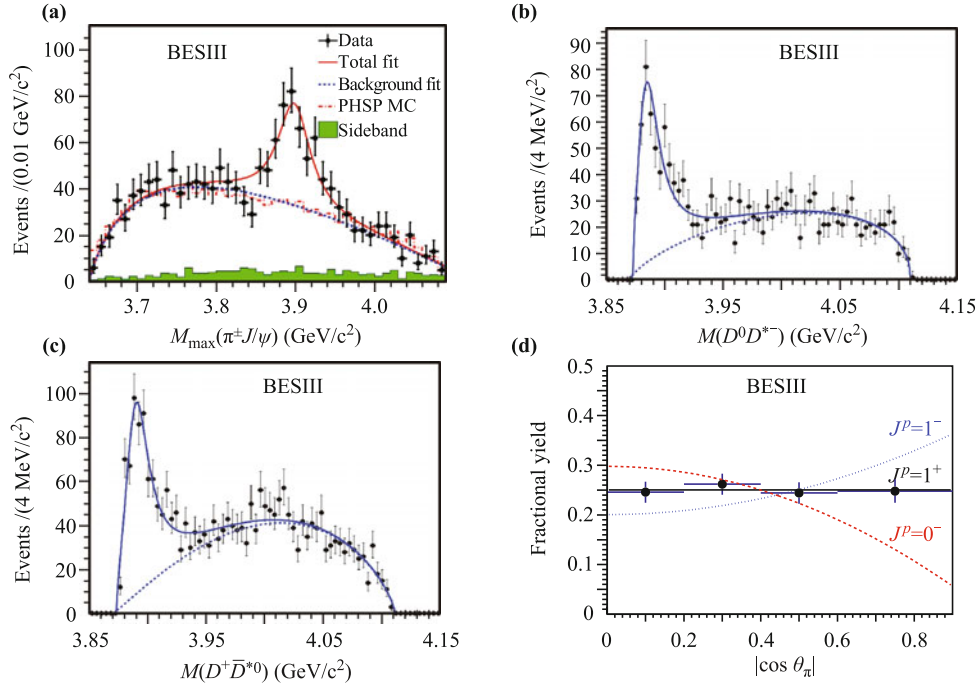 (a)
100
80
60
40
20
0
Events /(0.01 GeV/c²)
BESIII
Data
Total fit
Background fit
PHSP MC
Sideband
3.7
3.8
3.9
4.0
M_max(π±J/ψ) (GeV/c²)
(b)
90
80
70
60
50
40
30
20
10
0
Events /(4 MeV/c²)
BESIII
3.85
3.95
4.05
4.15
M(D⁰D*⁻) (GeV/c²)
(c)
100
80
60
40
20
0
Events /(4 MeV/c²)
BESIII
3.85
3.95
4.05
4.15
M(D⁺D̅*⁰) (GeV/c²)
(d)
0.5
0.4
0.3
0.2
0.1
0
Fractional yield
BESIII
Jᵖ=1⁻
Jᵖ=1⁺
Jᵖ=0⁻
0
0.2
0.4
0.6
0.8
|cos θ_π|